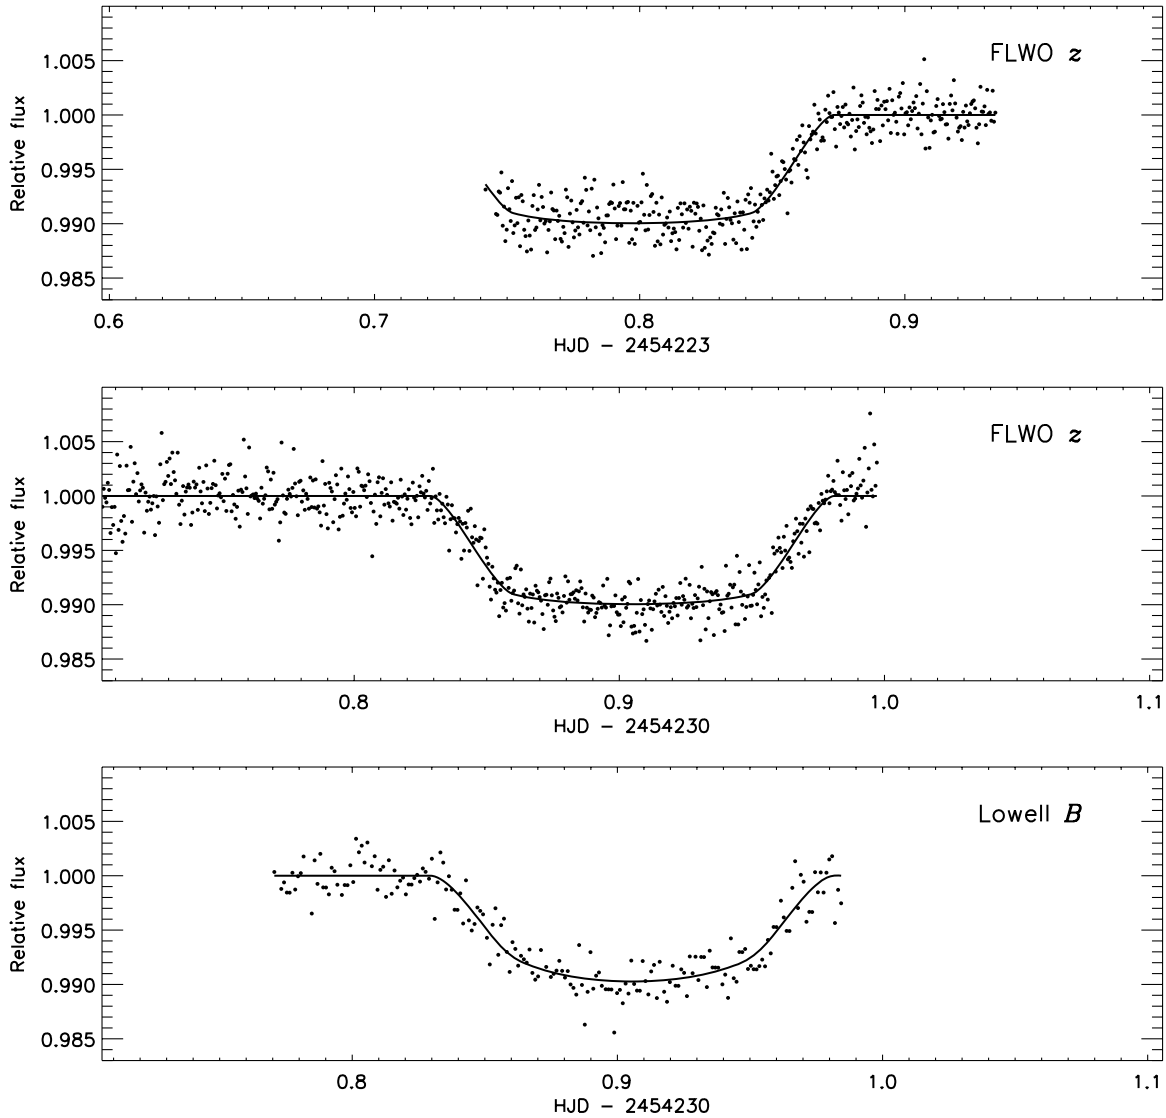 FLWO z
1.005
1.000
0.995
0.990
0.985
Relative flux
0.6 0.7 0.8 0.9
HJD – 2454223
FLWO z
1.005
1.000
0.995
0.990
0.985
Relative flux
0.8 0.9 1.0 1.1
HJD – 2454230
Lowell B
1.005
1.000
0.995
0.990
0.985
Relative flux
0.8 0.9 1.0 1.1
HJD – 2454230